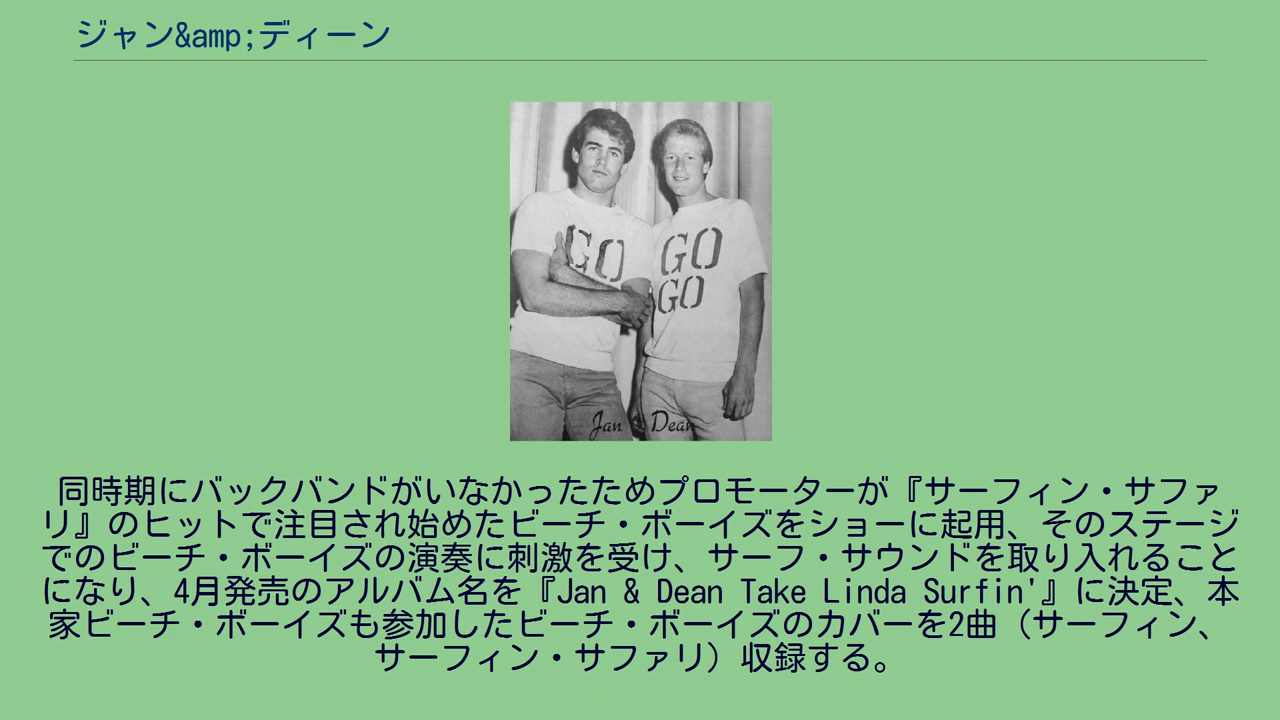 ジャン&amp;ディーン
GO GO
GO GO
Jan & Dean
同時期にバックバンドがいなかったためプロモーターが『サーフィン・サファ
リ』のヒットで注目され始めたビーチ・ボーイズをショーに起用、そのステージ
でのビーチ・ボーイズの演奏に刺激を受け、サーフ・サウンドを取り入れること
になり、4月発売のアルバム名を『Jan & Dean Take Linda Surfin'』に決定、本
家ビーチ・ボーイズも参加したビーチ・ボーイズのカバーを2曲（サーフィン、
サーフィン・サファリ）収録する。